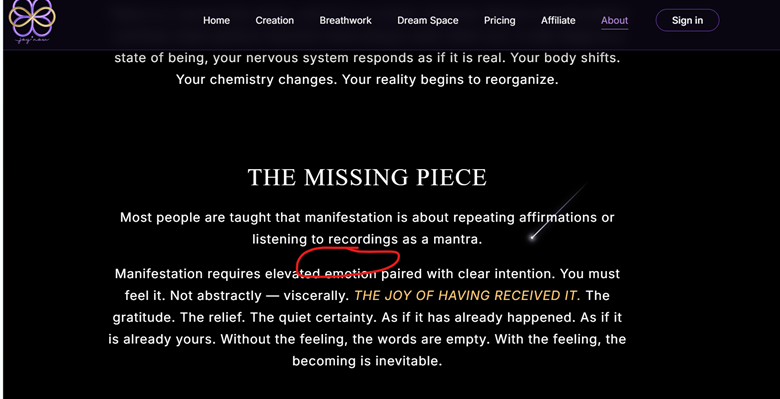 Home Creation Breathwork Dream Space Pricing Affiliate About Sign in
state of being, your nervous system responds as if it is real. Your body shifts.
Your chemistry changes. Your reality begins to reorganize.
THE MISSING PIECE
Most people are taught that manifestation is about repeating affirmations or
listening to recordings as a mantra.
Manifestation requires elevated emotion paired with clear intention. You must
feel it. Not abstractly — viscerally. THE JOY OF HAVING RECEIVED IT. The
gratitude. The relief. The quiet certainty. As if it has already happened. As if it
is already yours. Without the feeling, the words are empty. With the feeling, the
becoming is inevitable.